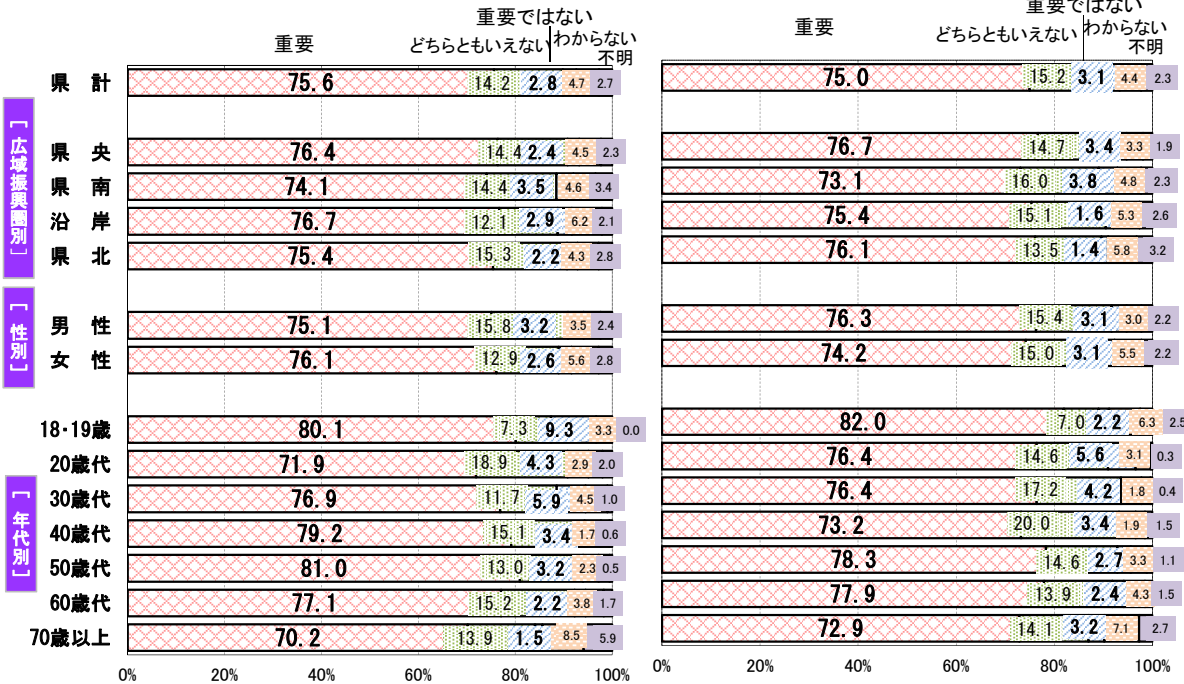 重要ではない
重要 どちらともいえない わからない
不明
県 計 75.6 14.2 2.8 4.7 2.7
[広域振興圏別]
県 央 76.4 14.4 2.4 4.5 2.3
県 南 74.1 14.4 3.5 4.6 3.4
沿 岸 76.7 12.1 2.9 6.2 2.1
県 北 75.4 15.3 2.2 4.3 2.8
[性別]
男 性 75.1 15.8 3.2 3.5 2.4
女 性 76.1 12.9 2.6 5.6 2.8
[年代別]
18・19歳 80.1 7.3 9.3 3.3 0.0
20歳代 71.9 18.9 4.3 2.9 2.0
30歳代 76.9 11.7 5.9 4.5 1.0
40歳代 79.2 15.1 3.4 1.7 0.6
50歳代 81.0 13.0 3.2 2.3 0.5
60歳代 77.1 15.2 2.2 3.8 1.7
70歳以上 70.2 13.9 1.5 8.5 5.9
0% 20% 40% 60% 80% 100%
重要ではない
重要 どちらともいえない わからない
不明
75.0 15.2 3.1 4.4 2.3
76.7 14.7 3.4 3.3 1.9
73.1 16.0 3.8 4.8 2.3
75.4 15.1 1.6 5.3 2.6
76.1 13.5 1.4 5.8 3.2
76.3 15.4 3.1 3.0 2.2
74.2 15.0 3.1 5.5 2.2
82.0 7.0 2.2 6.3 2.5
76.4 14.6 5.6 3.1 0.3
76.4 17.2 4.2 1.8 0.4
73.2 20.0 3.4 1.9 1.5
78.3 14.6 2.7 3.3 1.1
77.9 13.9 2.4 4.3 1.5
72.9 14.1 3.2 7.1 2.7
0% 20% 40% 60% 80% 100%